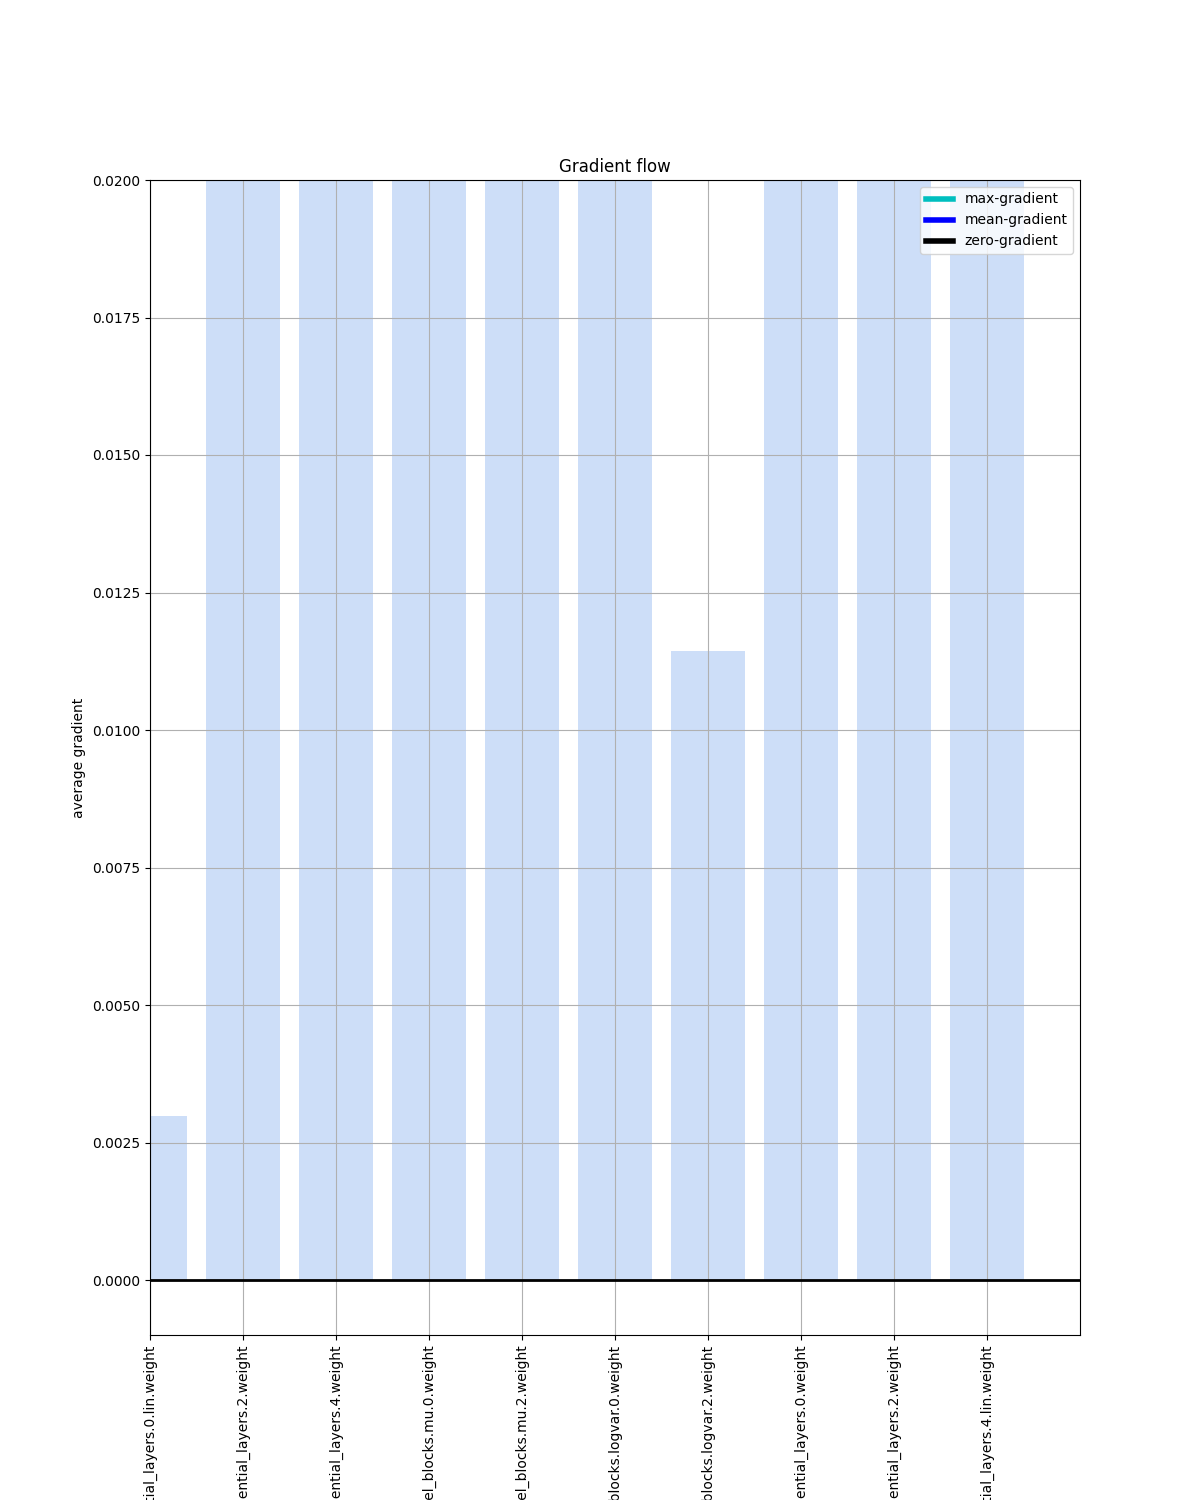 Gradient flow
max-gradient
mean-gradient
zero-gradient
average gradient
0.0200
0.0175
0.0150
0.0125
0.0100
0.0075
0.0050
0.0025
0.0000
tial_layers.0.lin.weight
ential_layers.2.weight
ential_layers.4.weight
el_blocks.mu.0.weight
el_blocks.mu.2.weight
blocks.logvar.0.weight
blocks.logvar.2.weight
ential_layers.0.weight
ential_layers.2.weight
tial_layers.4.lin.weight